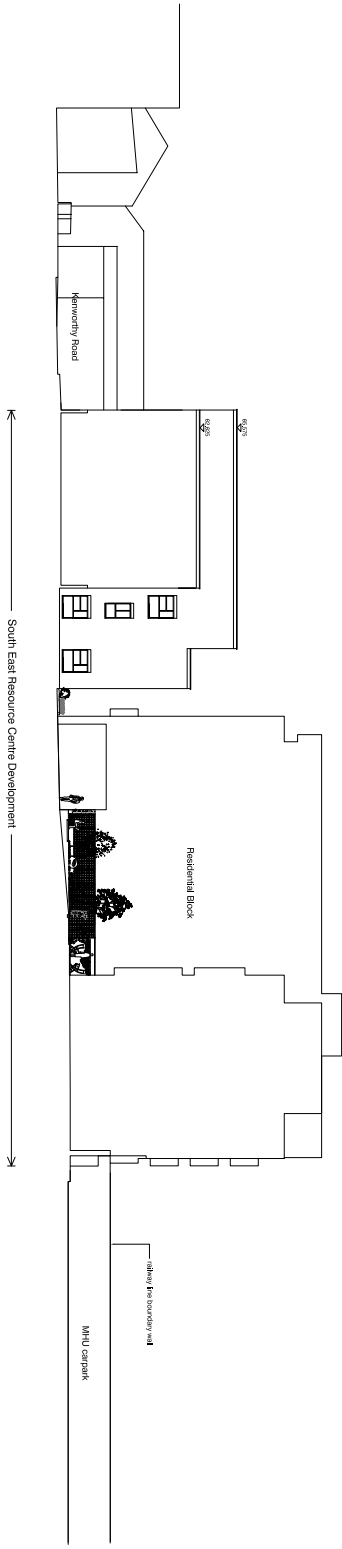 Kenworthy Road
Residential Block
railway line boundary wall
MHU carpark
South East Resource Centre Development